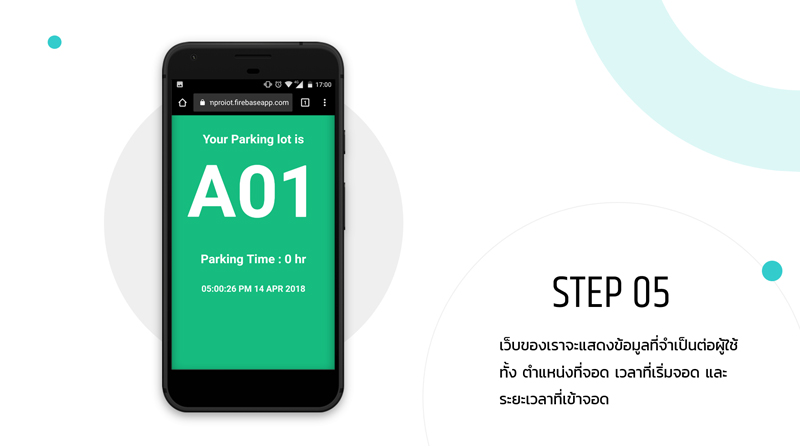 17:00
nproiot.firebaseapp.com
1
Your Parking lot is
A01
Parking Time : 0 hr
05:00:26 PM 14 APR 2018
STEP 05
เว็บของเราจะแสดงข้อมูลที่จำเป็นต่อผู้ใช้
ทั้ง ตำแหน่งที่จอด เวลาที่เริ่มจอด และ
ระยะเวลาที่เข้าจอด